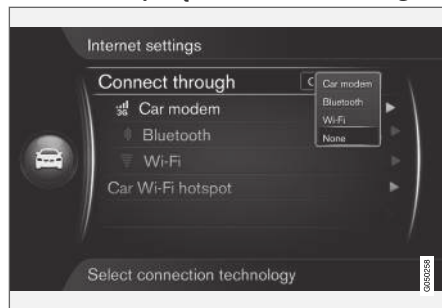 Internet settings
Connect through
Car modem
Bluetooth
Wi-Fi
None
3G Car modem
Bluetooth
Wi-Fi
Car Wi-Fi hotspot
Select connection technology
G050258